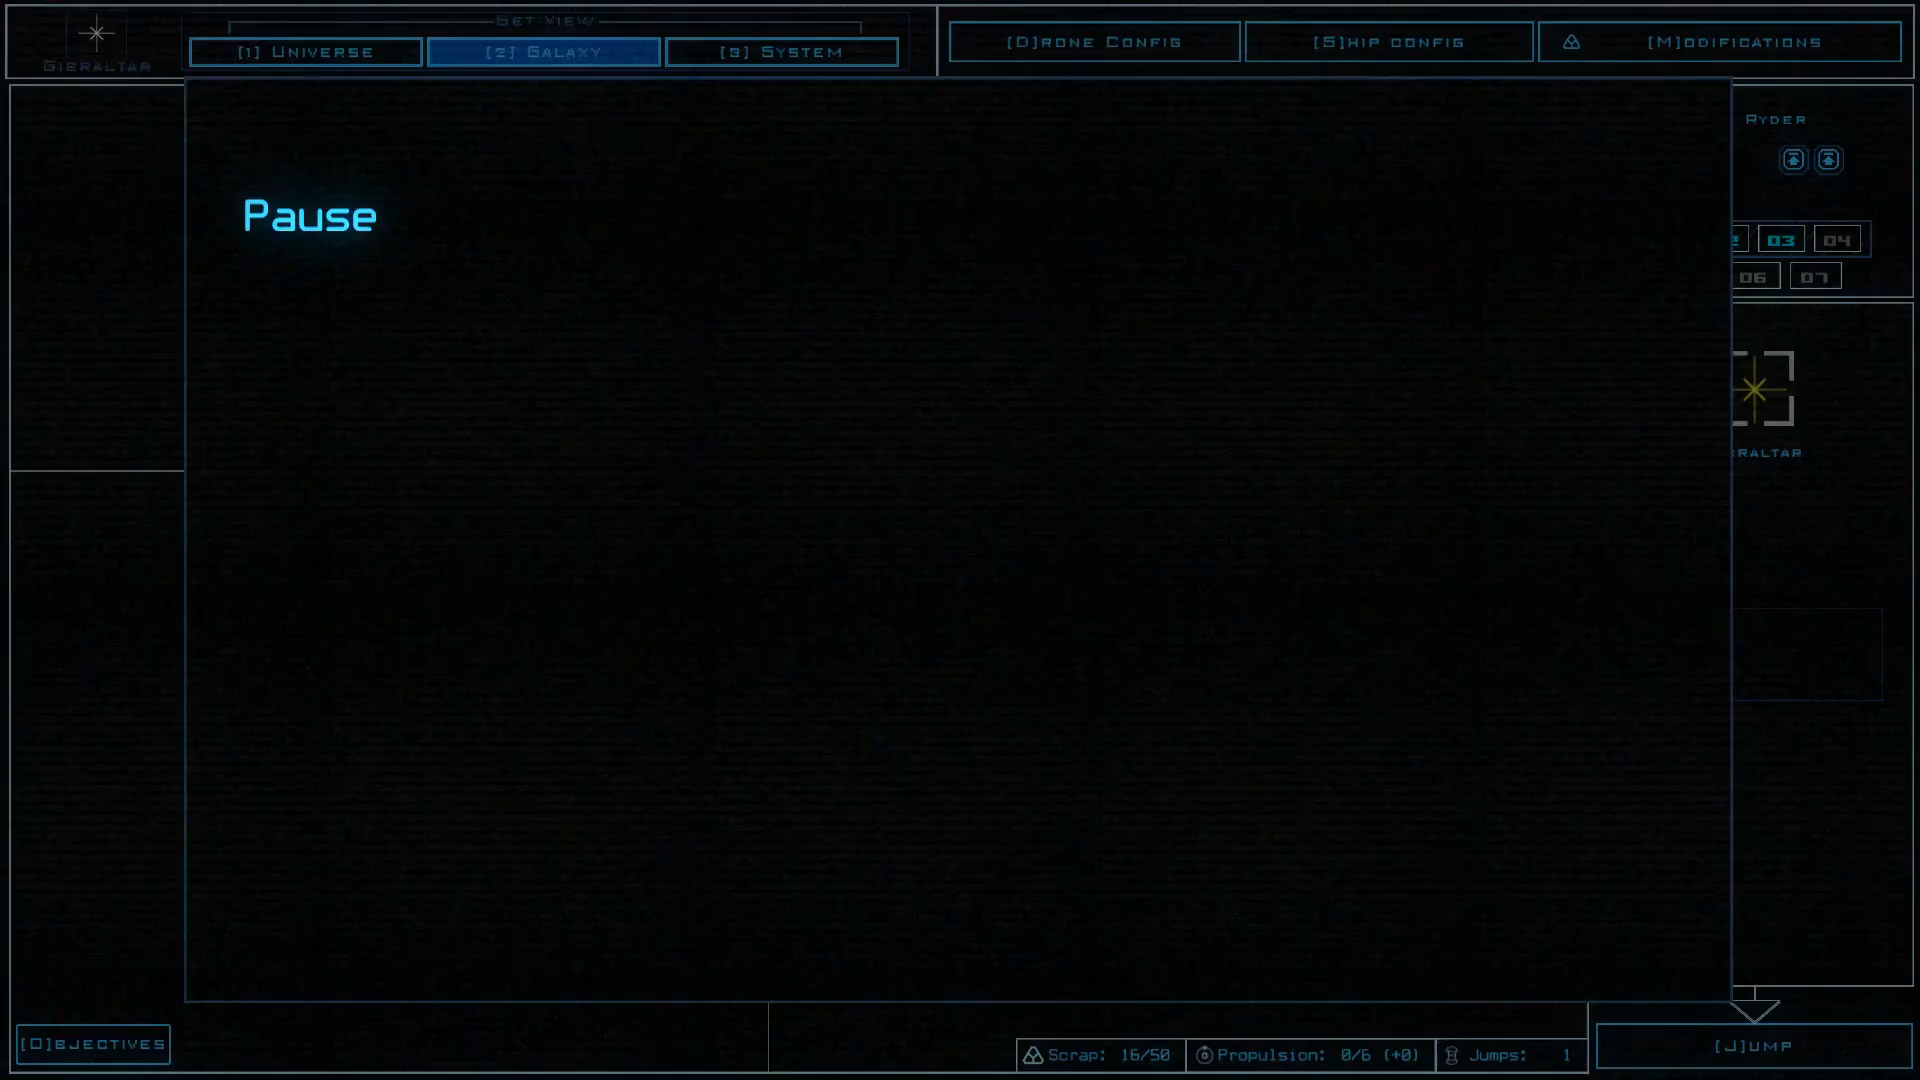 Set View
Gibraltar
[1] Universe
[2] Galaxy
[3] System
[D]rone Config
[S]hip config
[M]odifications
Ryder
Pause
03
04
06
07
raltar
[O]bjectives
Scrap: 16/50
Propulsion: 0/6 (+0)
Jumps: 1
[J]ump